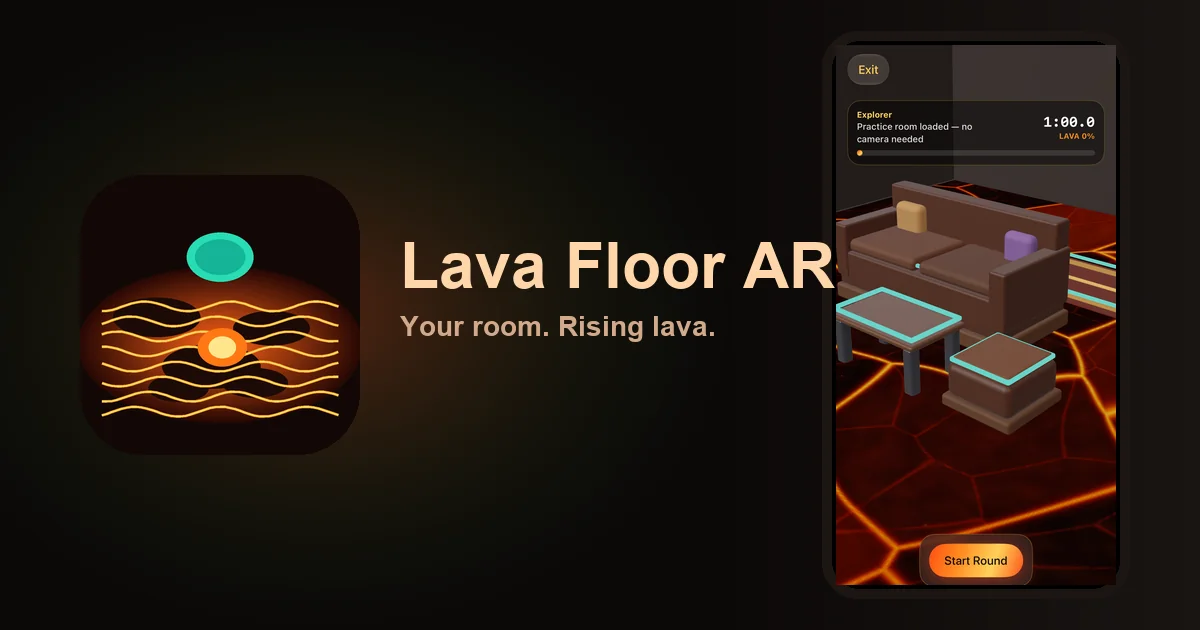 Lava Floor AR
Your room. Rising lava.
Exit
Explorer
Practice room loaded — no
camera needed
1:00.0
LAVA 0%
Start Round